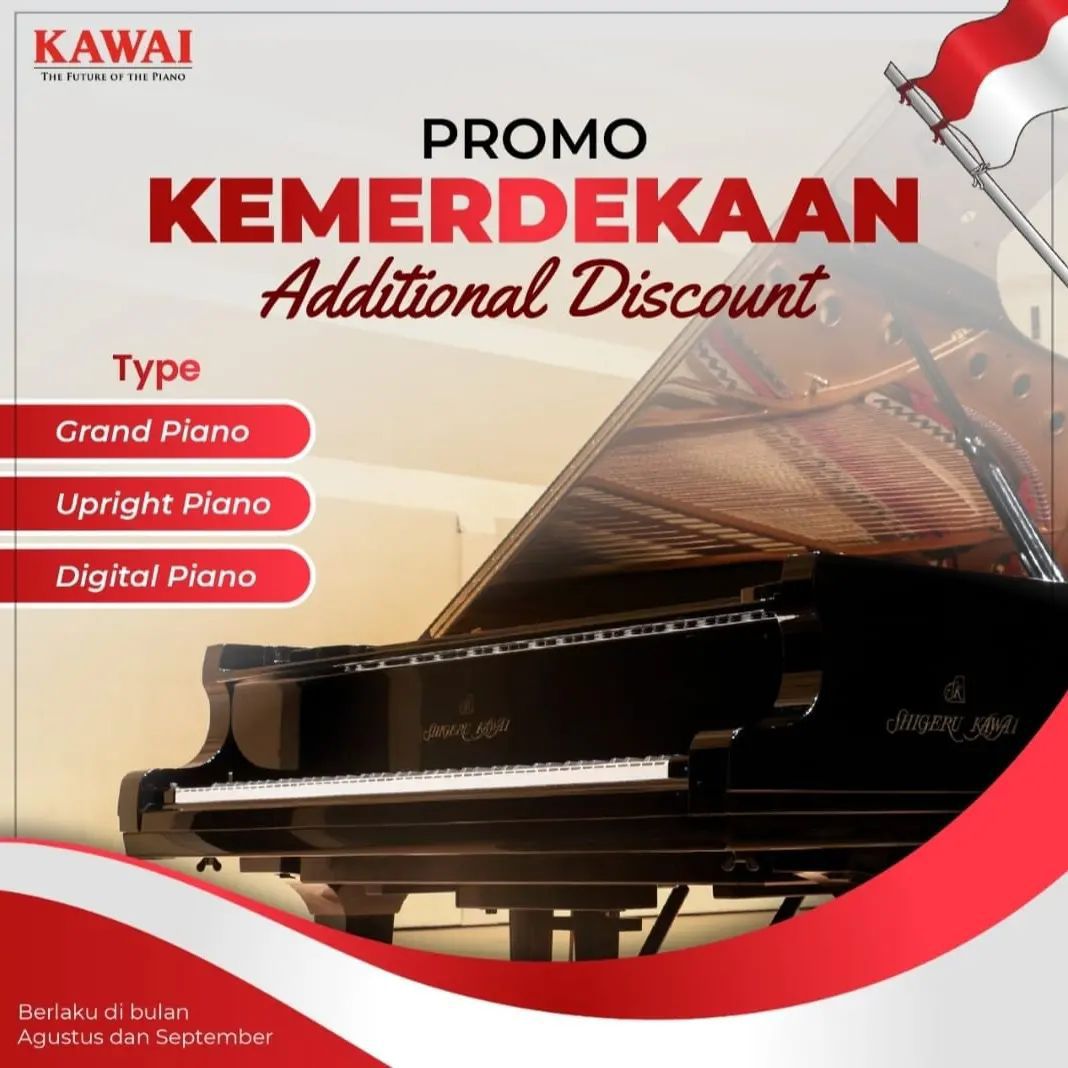 KAWAI
THE FUTURE OF THE PIANO
PROMO
KEMERDEKAAN
Additional Discount
Type
Grand Piano
Upright Piano
Digital Piano
SHIGERU KAWAI
SK
SHIGERU KAWAI
Berlaku di bulan
Agustus dan September